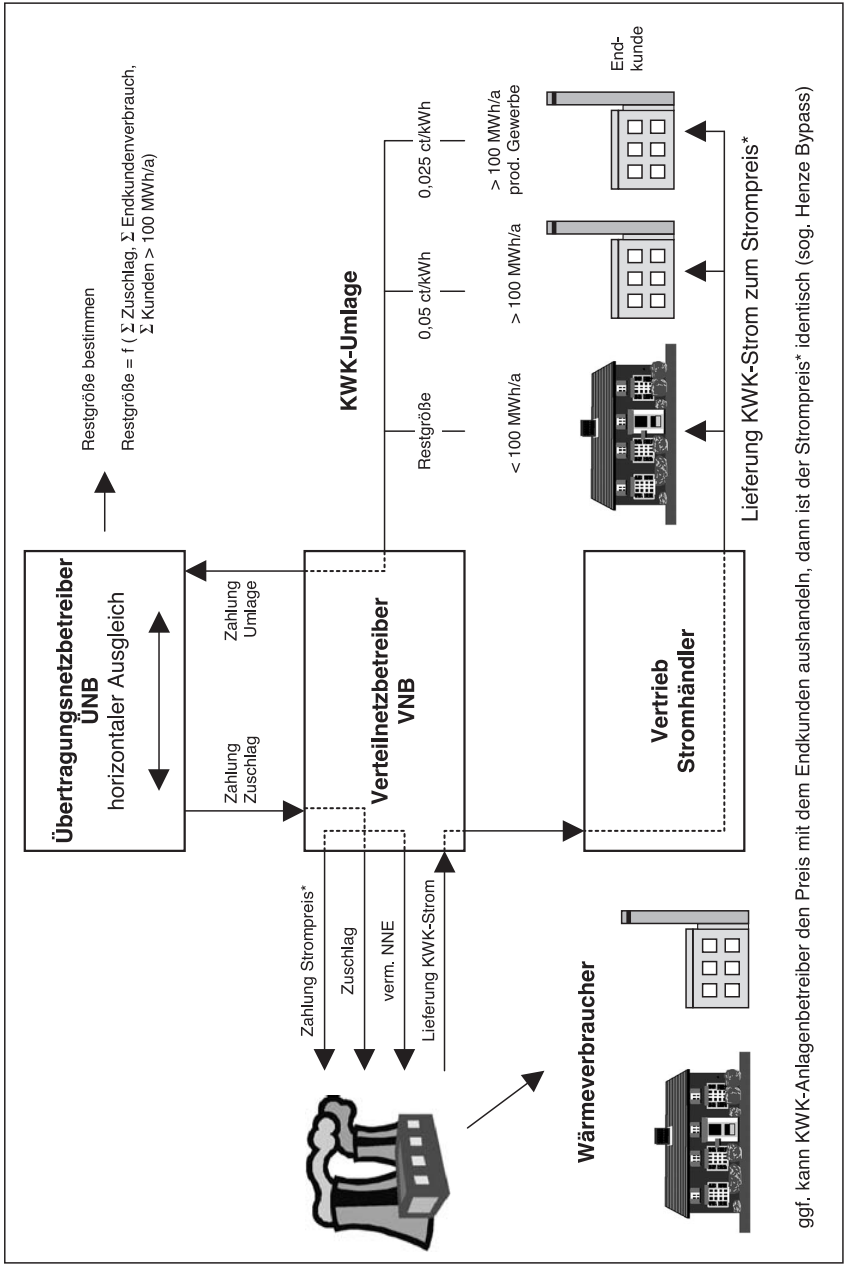 Übertragungsnetzbetreiber
ÜNB
horizontaler Ausgleich
Restgröße bestimmen
Restgröße = f ( Σ Zuschlag, Σ Endkundenverbrauch,
Σ Kunden > 100 MWh/a)
Zahlung
Zuschlag
Zahlung
Umlage
KWK-Umlage
Zahlung Strompreis*
Zuschlag
verm. NNE
Lieferung KWK-Strom
Verteilnetzbetreiber
VNB
Restgröße
0,05 ct/kWh
0,025 ct/kWh
< 100 MWh/a
> 100 MWh/a
> 100 MWh/a
prod. Gewerbe
End-
kunde
Wärmeverbraucher
Vertrieb
Stromhändler
Lieferung KWK-Strom zum Strompreis*
ggf. kann KWK-Anlagenbetreiber den Preis mit dem Endkunden aushandeln, dann ist der Strompreis* identisch (sog. Henze Bypass)